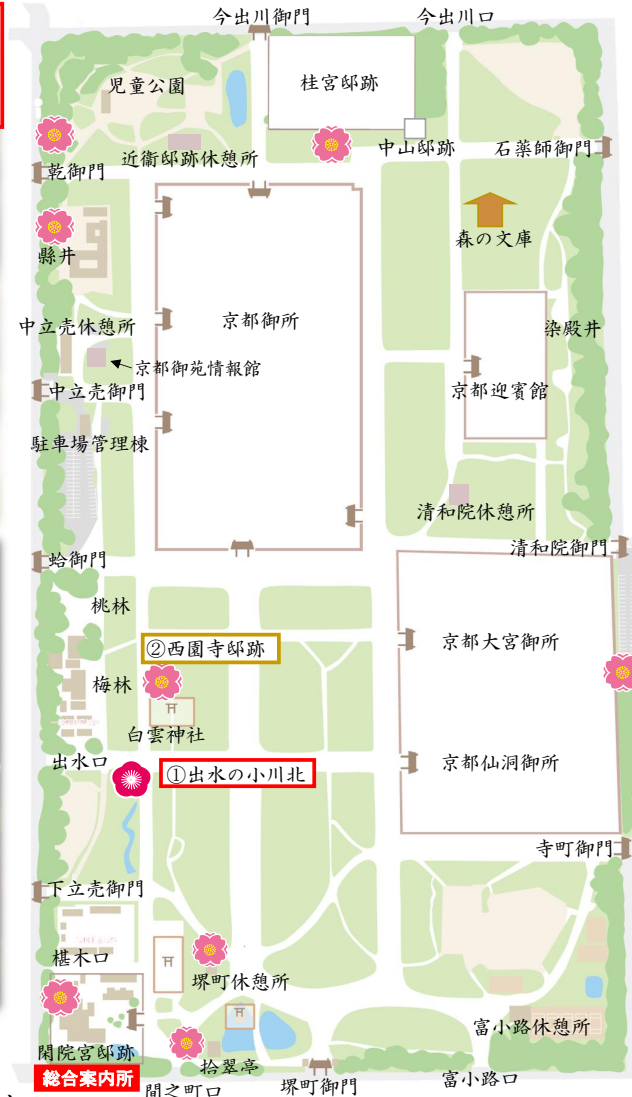 今出川御門
今出川口
児童公園
桂宮邸跡
近衞邸跡休憩所
中山邸跡
石薬師御門
乾御門
森の文庫
縣井
中立売休憩所
京都御所
染殿井
京都御苑情報館
中立売御門
京都迎賓館
駐車場管理棟
清和院休憩所
清和院御門
蛤御門
桃林
②西園寺邸跡
京都大宮御所
梅林
白雲神社
出水口
①出水の小川北
京都仙洞御所
寺町御門
下立売御門
椹木口
堺町休憩所
富小路休憩所
閑院宮邸跡
拾翠亭
総合案内所
間之町口
堺町御門
富小路口